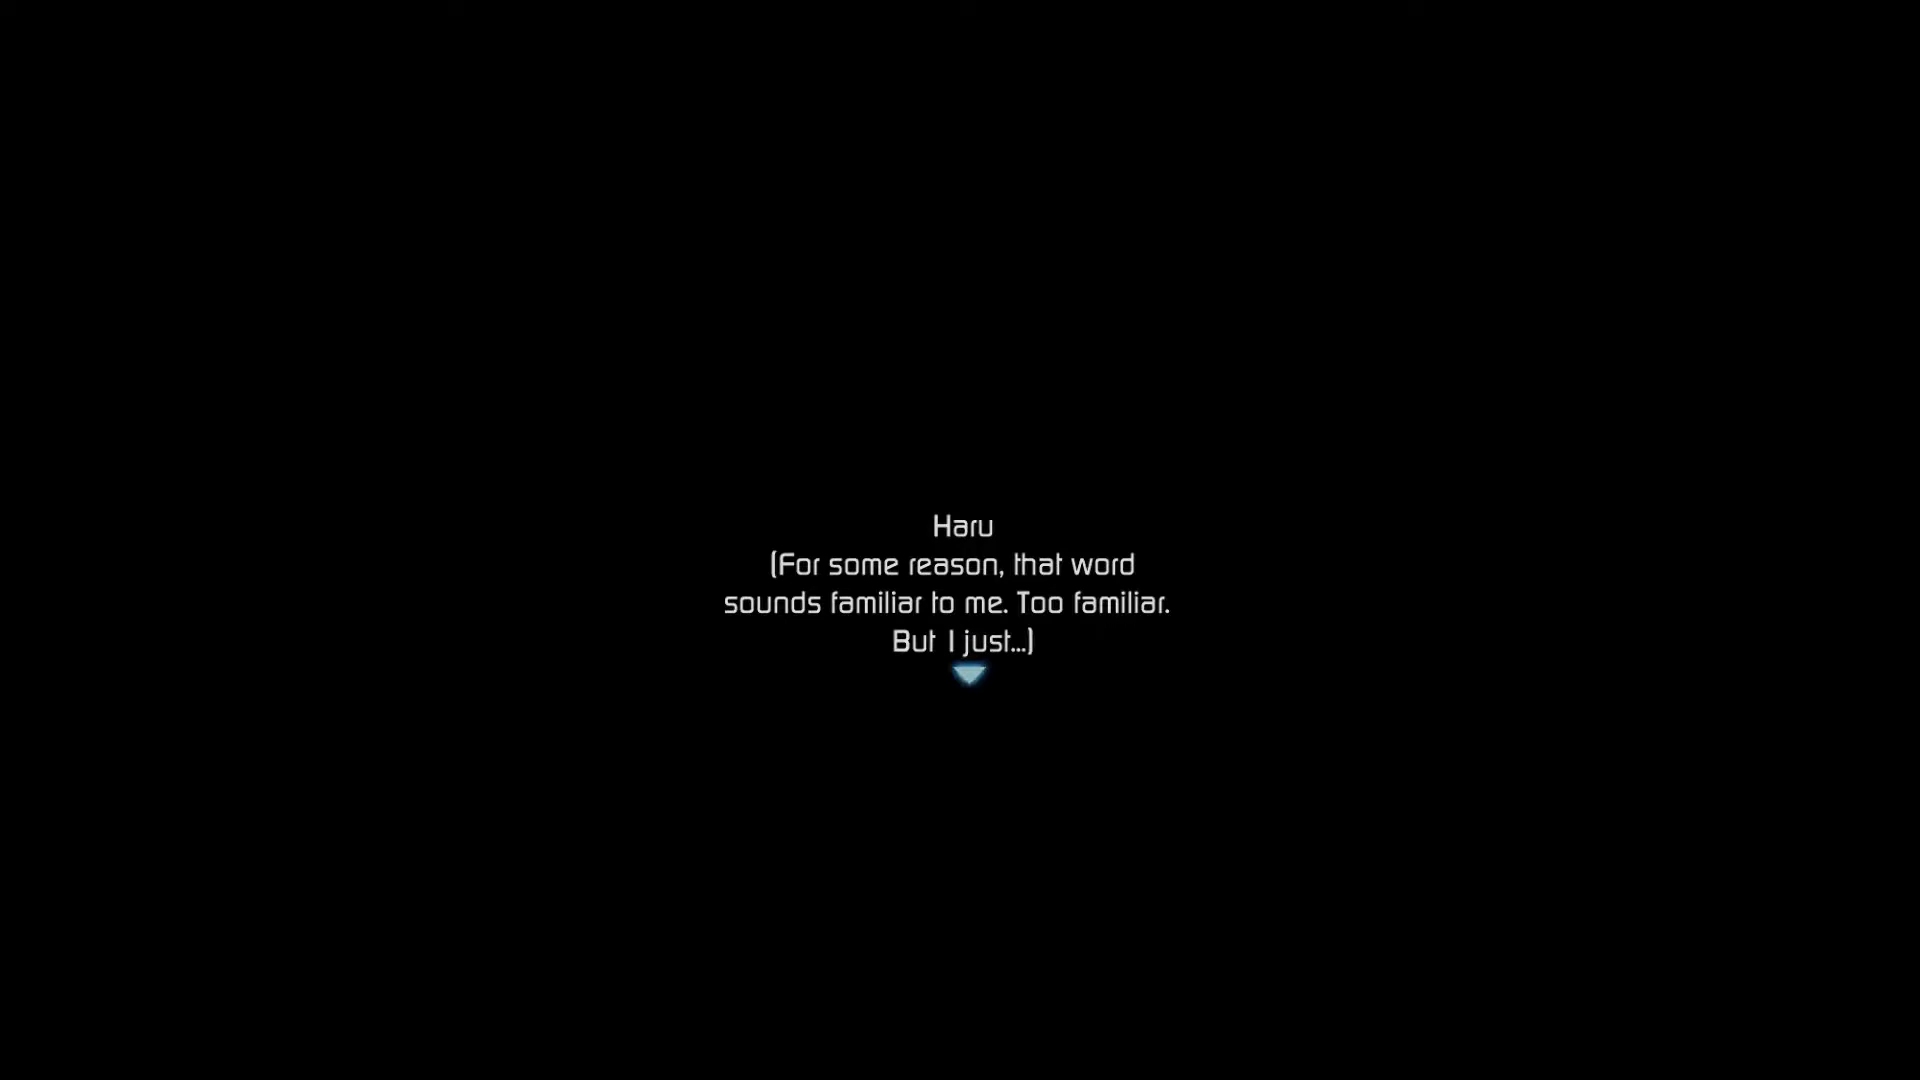 Haru
(For some reason, that word
sounds familiar to me. Too familiar.
But I just...)